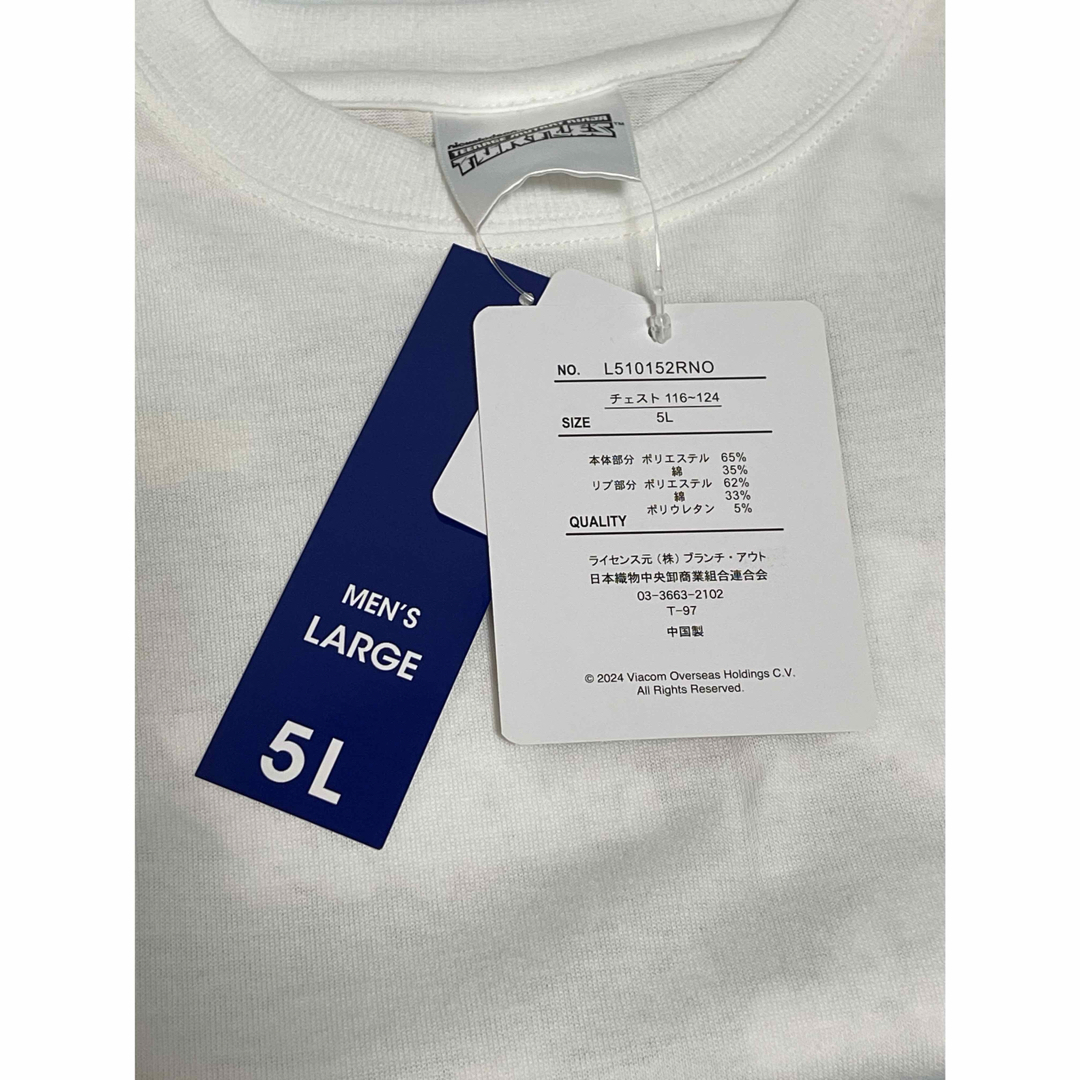 TEENAGE MUTANT NINJA
TURTLES™
NO. L510152RNO
チェスト 116~124
SIZE 5L
本体部分 ポリエステル 65%
綿 35%
リブ部分 ポリエステル 62%
綿 33%
ポリウレタン 5%
QUALITY
ライセンス元(株)ブランチ・アウト
日本織物中央卸商業組合連合会
03-3663-2102
T-97
中国製
© 2024 Viacom Overseas Holdings C.V.
All Rights Reserved.
MEN'S
LARGE
5L